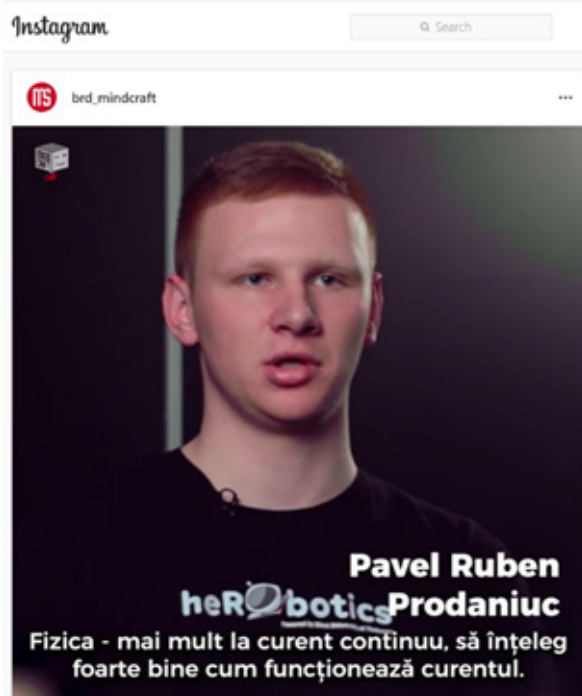 Instagram
Search
brd_mindcraft
Pavel Ruben
Prodaniuc
heRobotics
Fizica - mai mult la curent continuu, să înțeleg
foarte bine cum funcționează curentul.